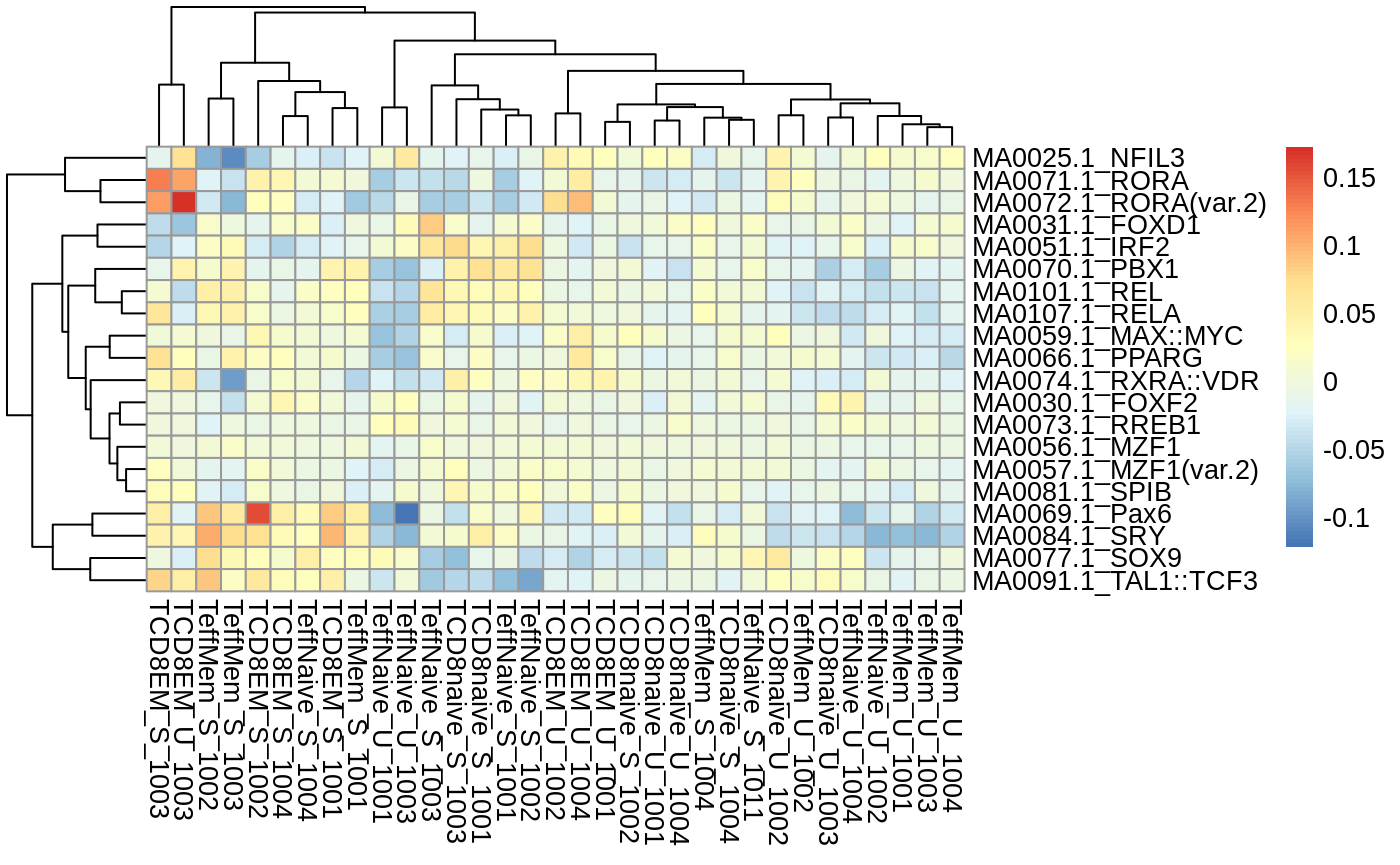 MA0025.1_NFIL3
MA0071.1_RORA
MA0072.1_RORA(var.2)
MA0031.1_FOXD1
MA0051.1_IRF2
MA0070.1_PBX1
MA0101.1_REL
MA0107.1_RELA
MA0059.1_MAX::MYC
MA0066.1_PPARG
MA0074.1_RXRA::VDR
MA0030.1_FOXF2
MA0073.1_RREB1
MA0056.1_MZF1
MA0057.1_MZF1(var.2)
MA0081.1_SPIB
MA0069.1_Pax6
MA0084.1_SRY
MA0077.1_SOX9
MA0091.1_TAL1::TCF3
0.15
0.1
0.05
0
-0.05
-0.1
TCD8EM_S_1003
TCD8EM_U_1003
TeffMem_S_1002
TeffMem_S_1003
TCD8EM_S_1002
TCD8EM_S_1004
TeffNaive_S_1004
TCD8EM_S_1001
TeffMem_S_1001
TeffNaive_U_1001
TeffNaive_U_1003
TeffNaive_S_1003
TCD8naive_S_1003
TCD8naive_S_1001
TeffNaive_S_1001
TeffNaive_S_1002
TCD8EM_U_1002
TCD8EM_U_1004
TCD8EM_U_1001
TCD8naive_S_1002
TCD8naive_U_1001
TCD8naive_U_1004
TeffMem_S_1004
TCD8naive_S_1004
TeffNaive_S_1011
TCD8naive_U_1002
TeffMem_U_1002
TCD8naive_U_1003
TeffNaive_U_1004
TeffNaive_U_1002
TeffMem_U_1001
TeffMem_U_1003
TeffMem_U_1004